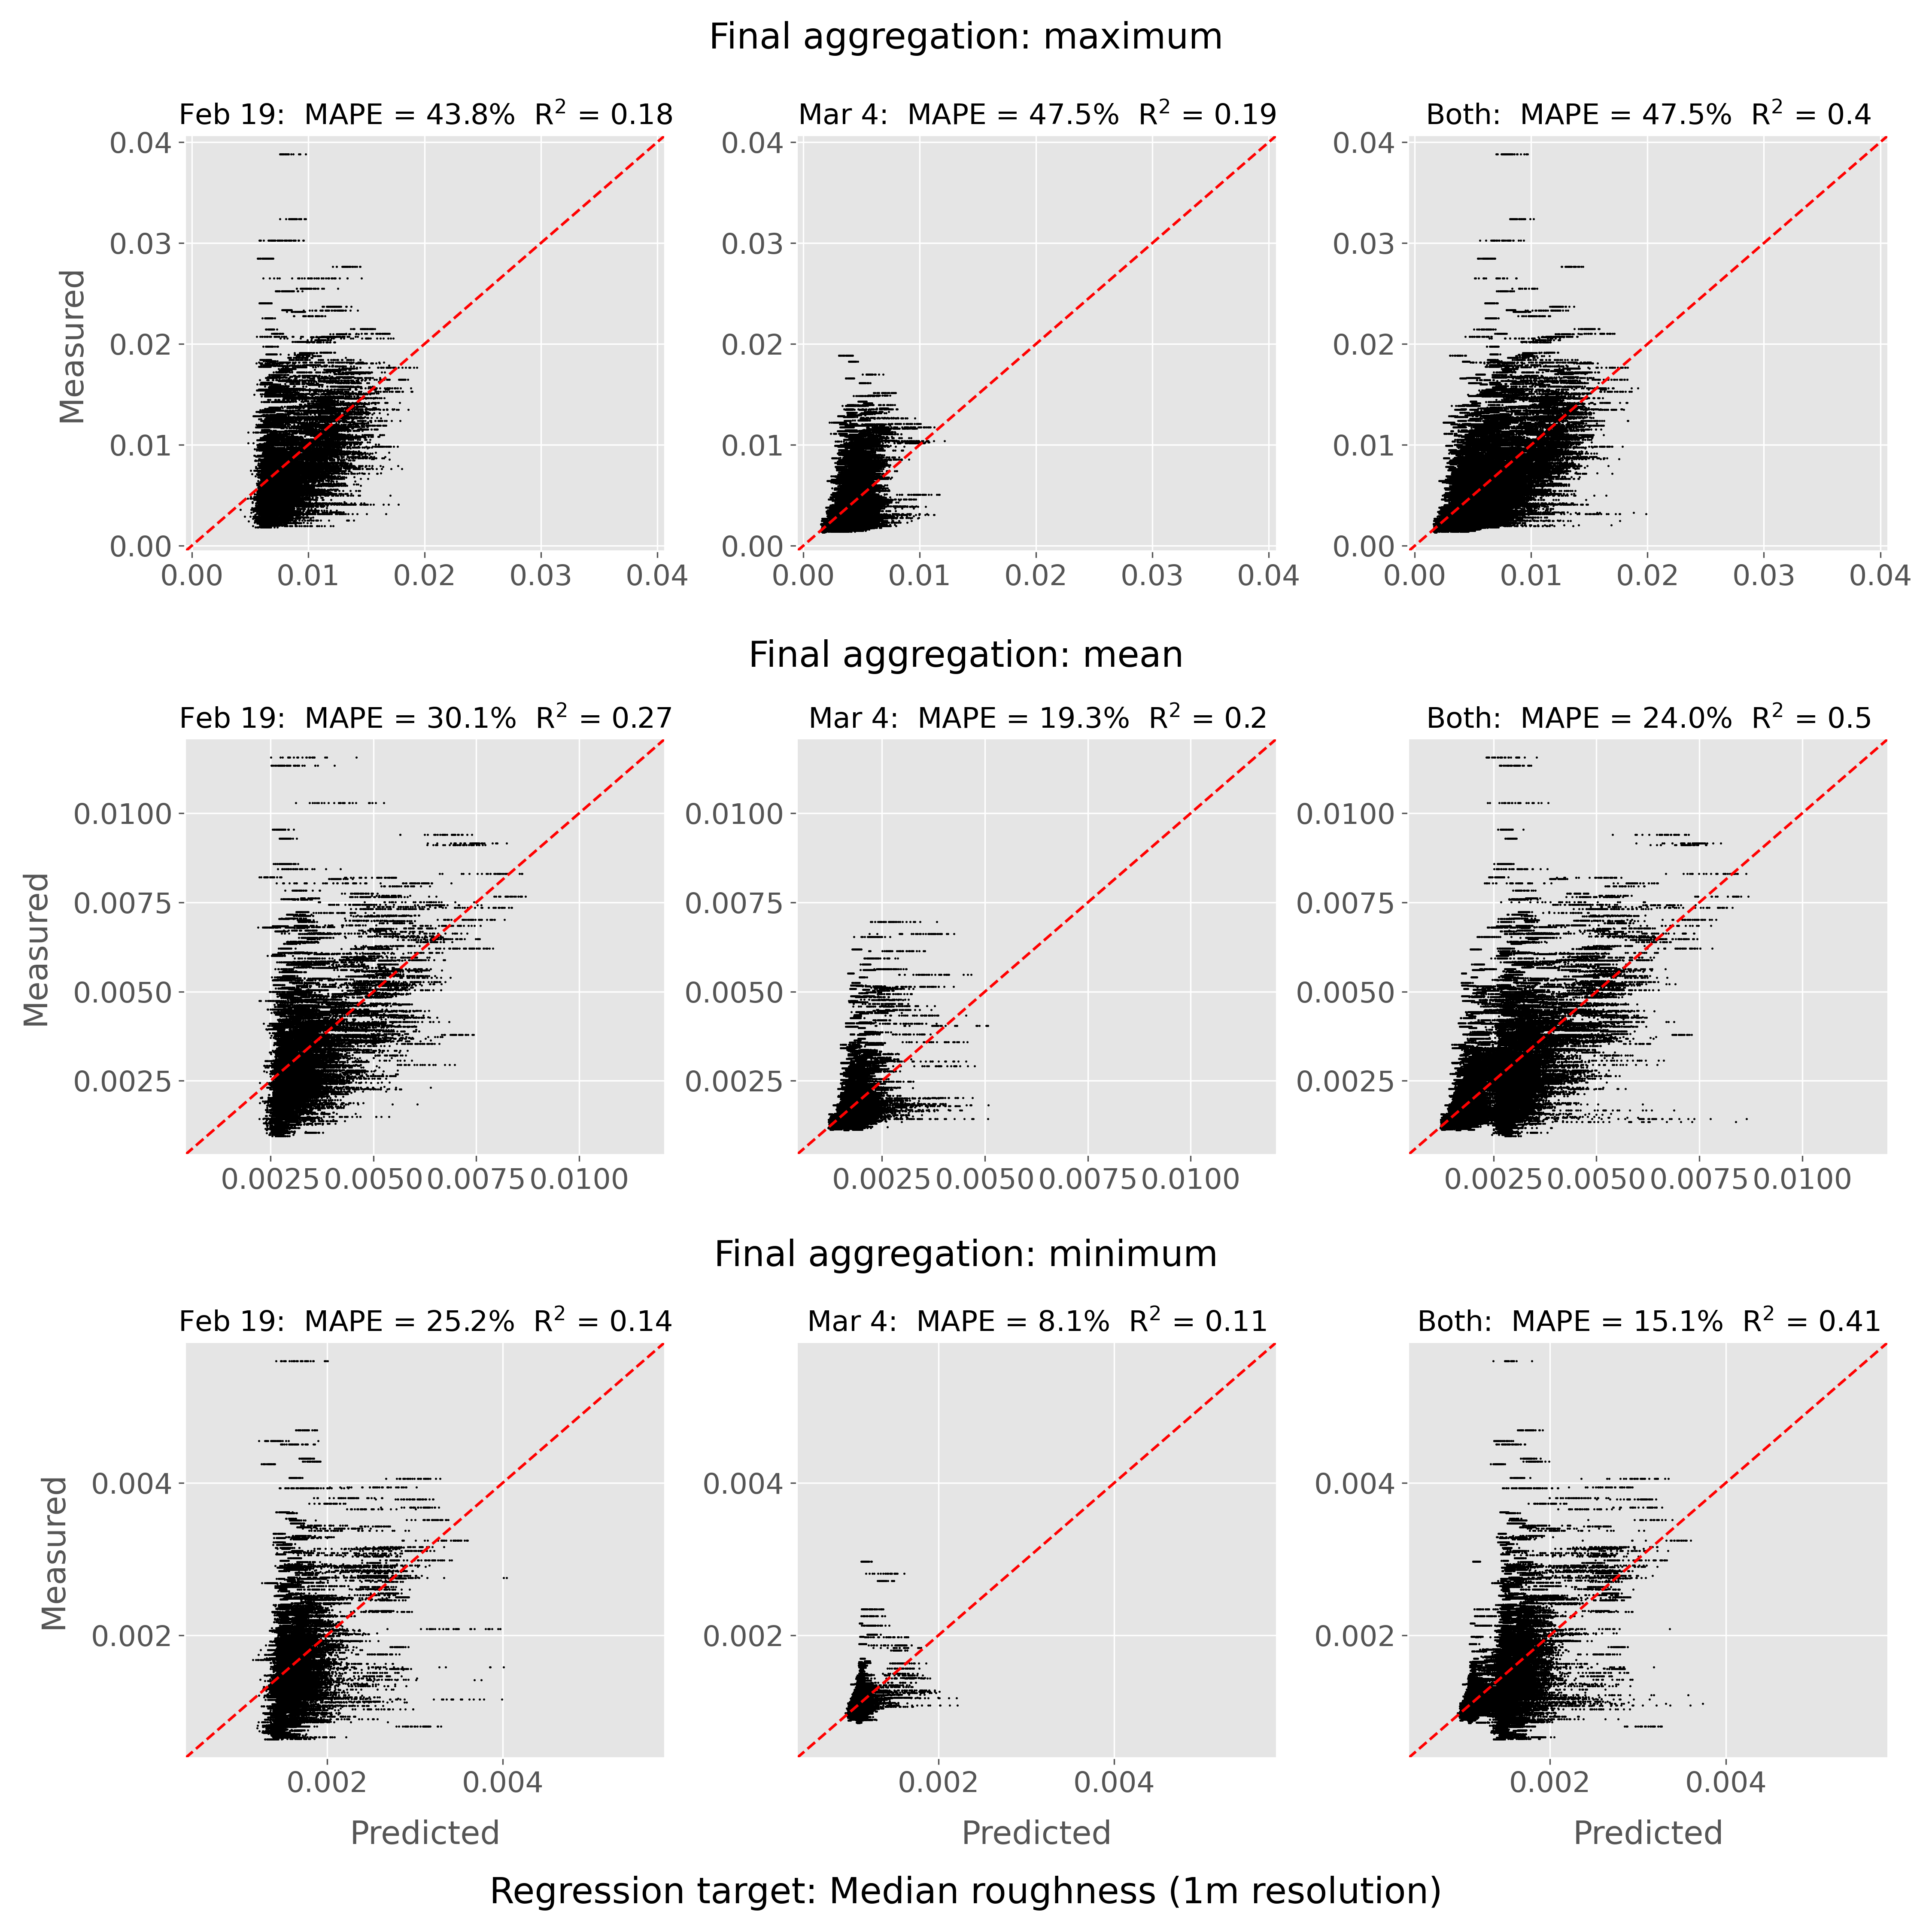 Final aggregation: maximum
Feb 19:  MAPE = 43.8%  R² = 0.18
Mar 4:  MAPE = 47.5%  R² = 0.19
Both:  MAPE = 47.5%  R² = 0.4
Measured
0.04
0.03
0.02
0.01
0.00
0.00 0.01 0.02 0.03 0.04
0.04
0.03
0.02
0.01
0.00
0.00 0.01 0.02 0.03 0.04
0.04
0.03
0.02
0.01
0.00
0.00 0.01 0.02 0.03 0.04
Final aggregation: mean
Feb 19:  MAPE = 30.1%  R² = 0.27
Mar 4:  MAPE = 19.3%  R² = 0.2
Both:  MAPE = 24.0%  R² = 0.5
Measured
0.0100
0.0075
0.0050
0.0025
0.0025 0.0050 0.0075 0.0100
0.0100
0.0075
0.0050
0.0025
0.0025 0.0050 0.0075 0.0100
0.0100
0.0075
0.0050
0.0025
0.0025 0.0050 0.0075 0.0100
Final aggregation: minimum
Feb 19:  MAPE = 25.2%  R² = 0.14
Mar 4:  MAPE = 8.1%  R² = 0.11
Both:  MAPE = 15.1%  R² = 0.41
Measured
0.004
0.002
0.002 0.004
Predicted
0.004
0.002
0.002 0.004
Predicted
0.004
0.002
0.002 0.004
Predicted
Regression target: Median roughness (1m resolution)